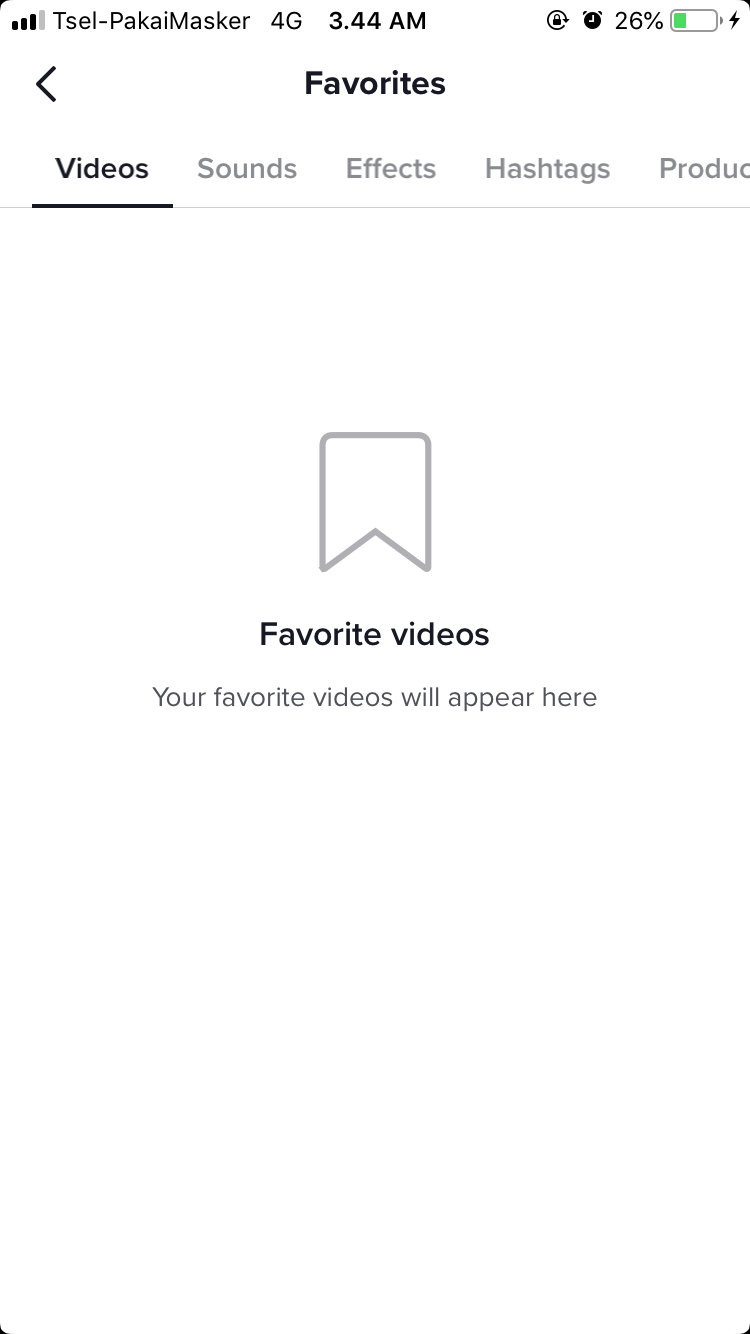 Tsel-PakaiMasker 4G 3.44 AM 26%
Favorites
Videos Sounds Effects Hashtags Produc
Favorite videos
Your favorite videos will appear here